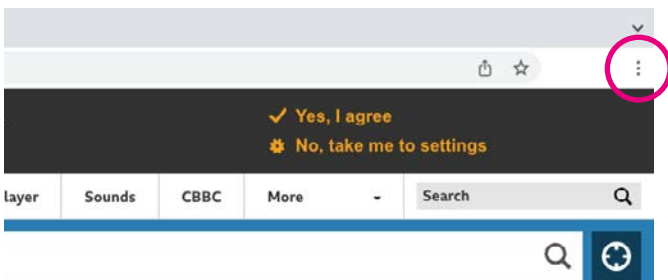 Yes, I agree
No, take me to settings
layer Sounds CBBC More Search